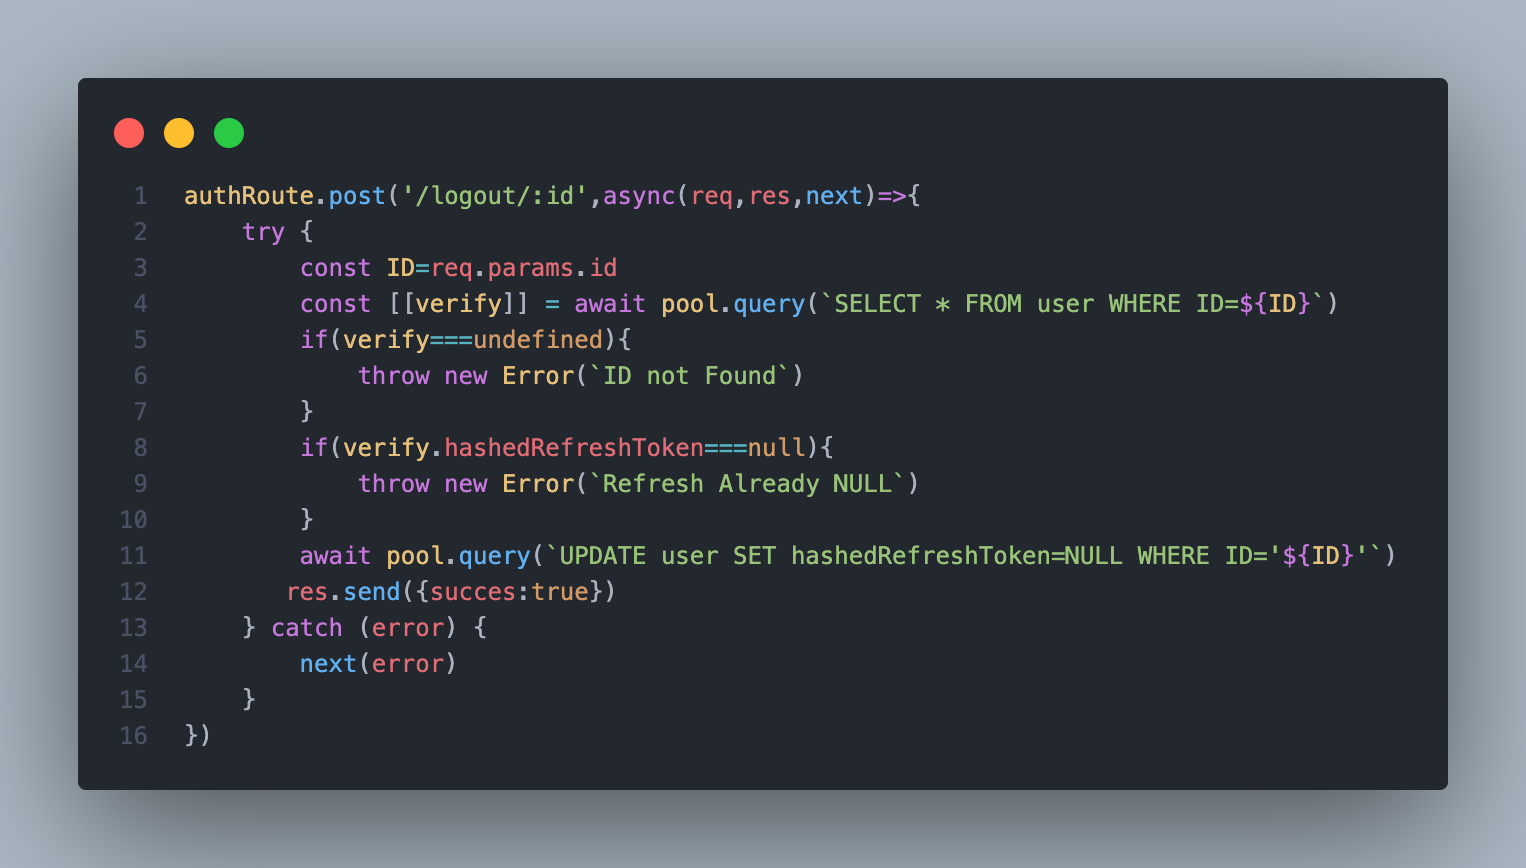 1 authRoute.post('/logout/:id',async(req,res,next)=>{
2     try {
3         const ID=req.params.id
4         const [[verify]] = await pool.query(`SELECT * FROM user WHERE ID=${ID}`)
5         if(verify===undefined){
6             throw new Error(`ID not Found`)
7         }
8         if(verify.hashedRefreshToken===null){
9             throw new Error(`Refresh Already NULL`)
10         }
11         await pool.query(`UPDATE user SET hashedRefreshToken=NULL WHERE ID='${ID}'`)
12        res.send({succes:true})
13     } catch (error) {
14         next(error)
15     }
16 })